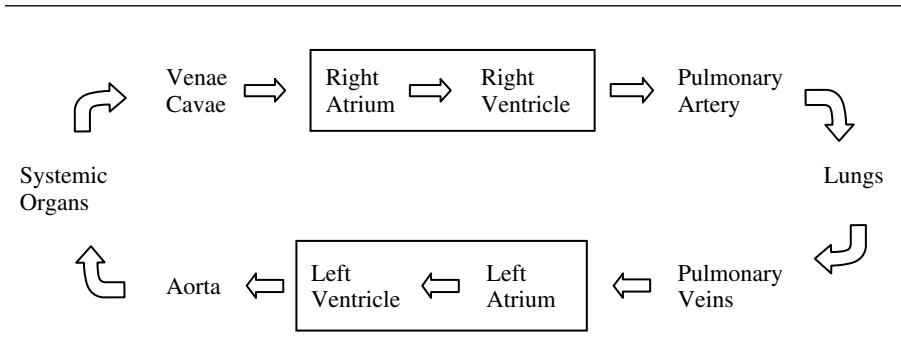 Venae
Cavae
Right
Atrium
Right
Ventricle
Pulmonary
Artery
Systemic
Organs
Lungs
Aorta
Left
Ventricle
Left
Atrium
Pulmonary
Veins